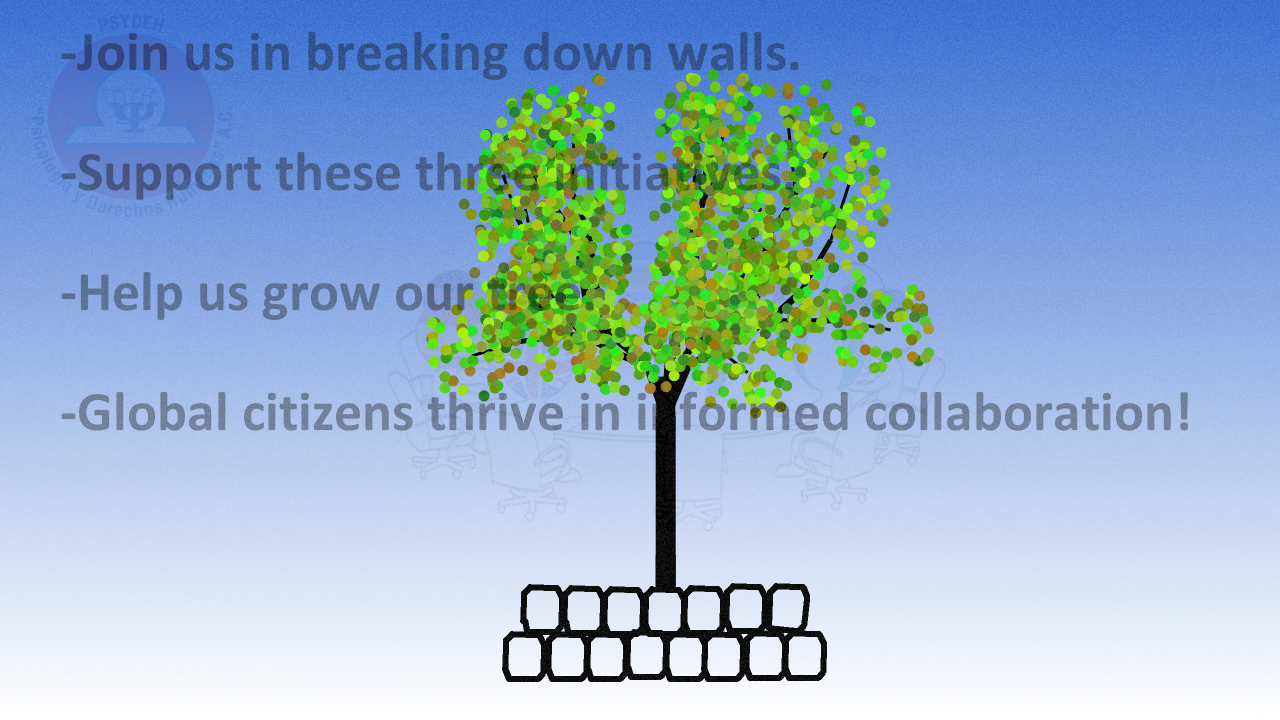 PSYDEH
-Join us in breaking down walls.
-Support these three initiatives
-Help us grow our tree.
-Global citizens thrive in informed collaboration!
"Psicología y Derechos Humanos" A.C.